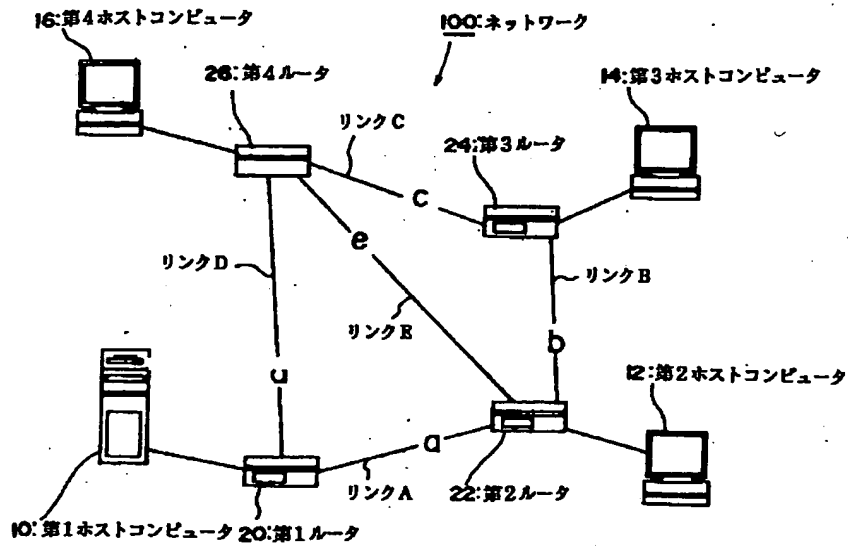 16:第4ホストコンピュータ
100:ネットワーク
26:第4ルータ
14:第3ホストコンピュータ
リンクC
24:第3ルータ
c
e
リンクD
リンクB
リンクE
b
d
12:第2ホストコンピュータ
a
リンクA
22:第2ルータ
10:第1ホストコンピュータ
20:第1ルータ